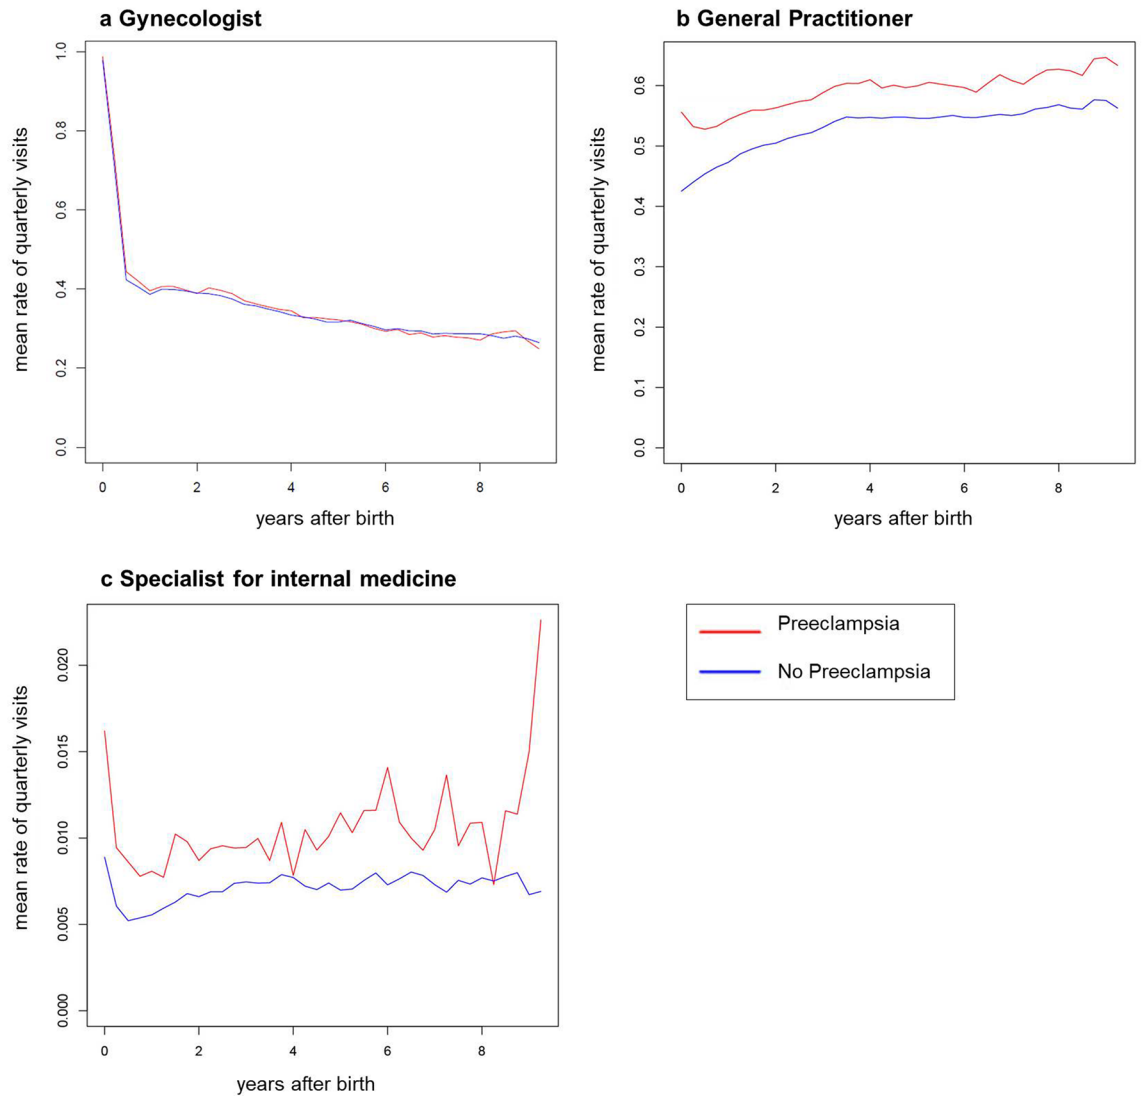 a Gynecologist
mean rate of quarterly visits
1.0
0.8
0.6
0.4
0.2
0.0
0 2 4 6 8
years after birth
b General Practitioner
mean rate of quarterly visits
0.6
0.5
0.4
0.3
0.2
0.1
0.0
0 2 4 6 8
years after birth
c Specialist for internal medicine
mean rate of quarterly visits
0.020
0.015
0.010
0.005
0.000
0 2 4 6 8
years after birth
Preeclampsia
No Preeclampsia